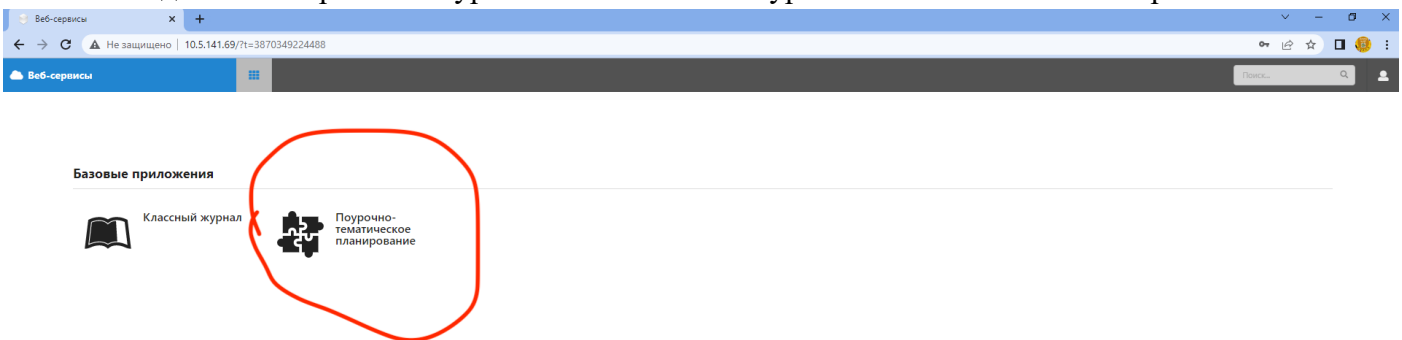 Веб-сервисы
Не защищено | 10.5.141.69/?t=3870349224488
Веб-сервисы
Поиск...
Базовые приложения
Классный журнал
Поурочно-
тематическое
планирование